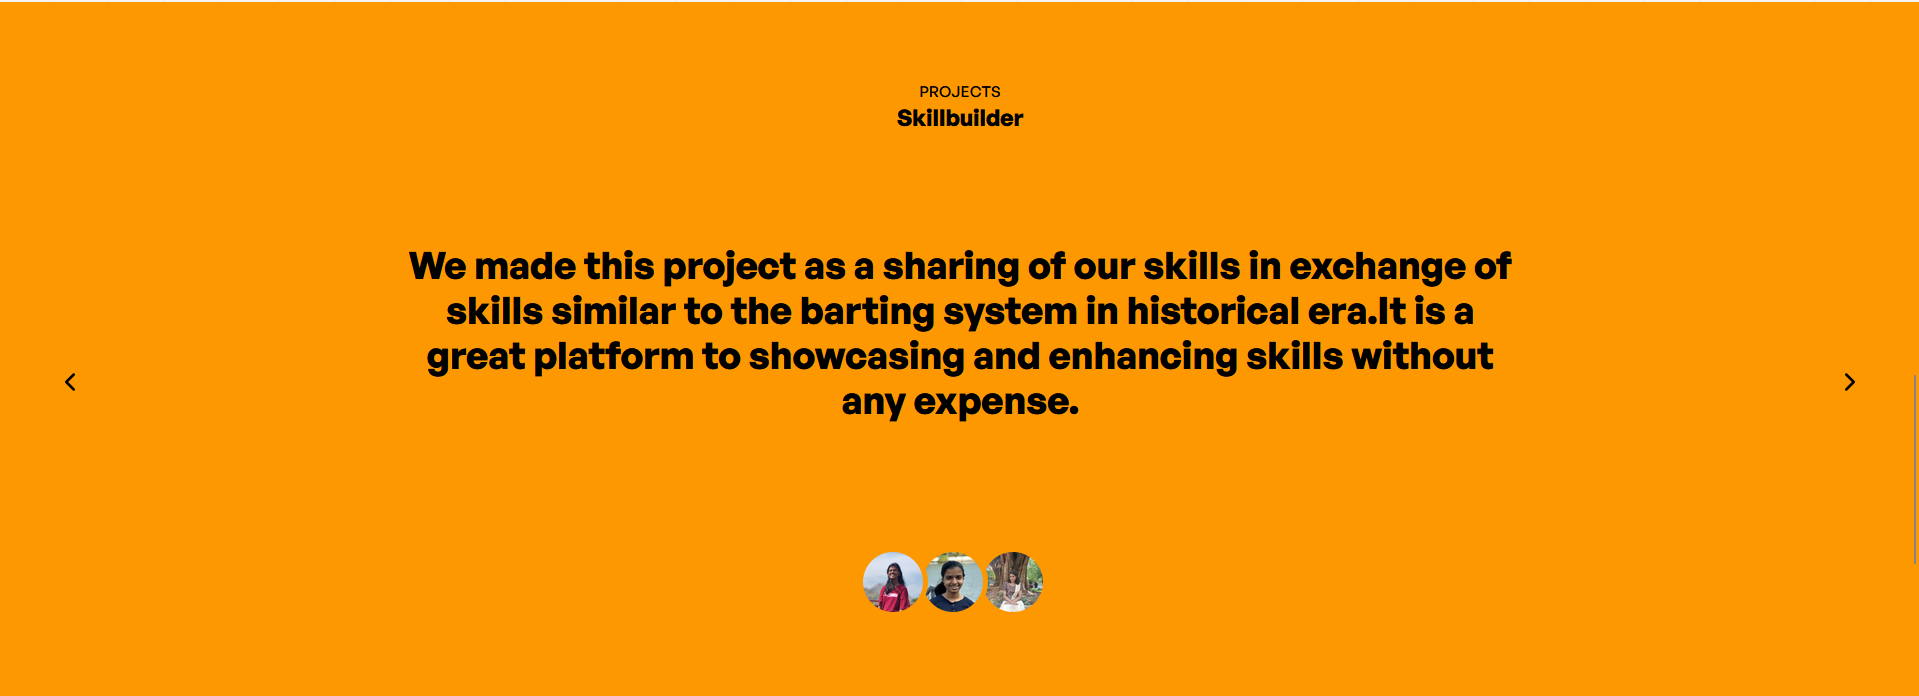 PROJECTS
Skillbuilder
We made this project as a sharing of our skills in exchange of
skills similar to the barting system in historical era.It is a
great platform to showcasing and enhancing skills without
any expense.